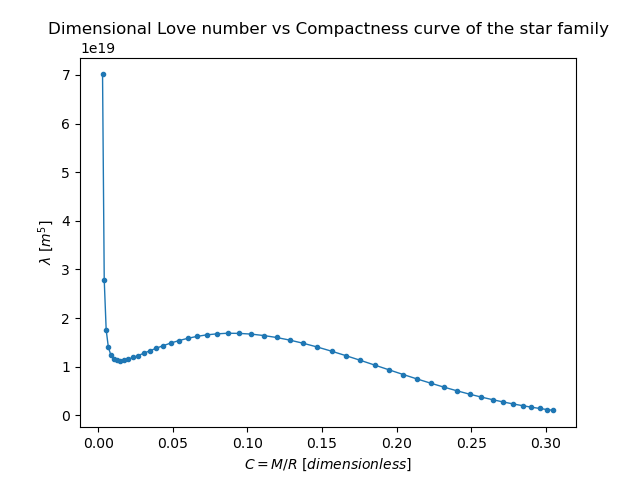 Dimensional Love number vs Compactness curve of the star family
1e19
7
6
5
4
3
2
1
0
λ [m⁵]
0.00 0.05 0.10 0.15 0.20 0.25 0.30
C = M/R [dimensionless]